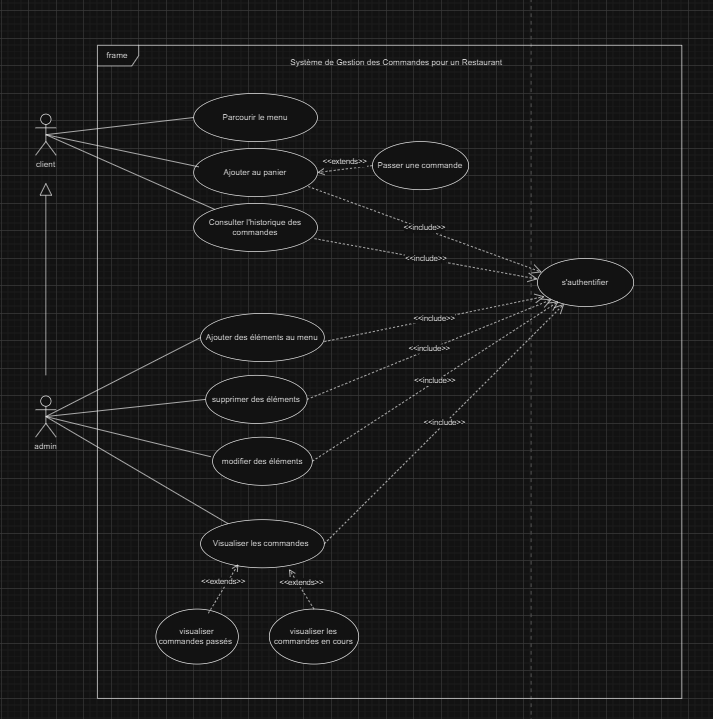 frame
Systéme de Gestion des Commandes pour un Restaurant
Parcourir le menu
client
Ajouter au panier
<<extends>>
Passer une commande
Consulter l'historique des
commandes
<<include>>
<<include>>
s'authentifier
Ajouter des éléments au menu
<<include>>
<<include>>
supprimer des éléments
<<include>>
admin
<<include>>
modifier des éléments
Visualiser les commandes
<<extends>>
<<extends>>
visualiser
commandes passés
visualiser les
commandes en cours